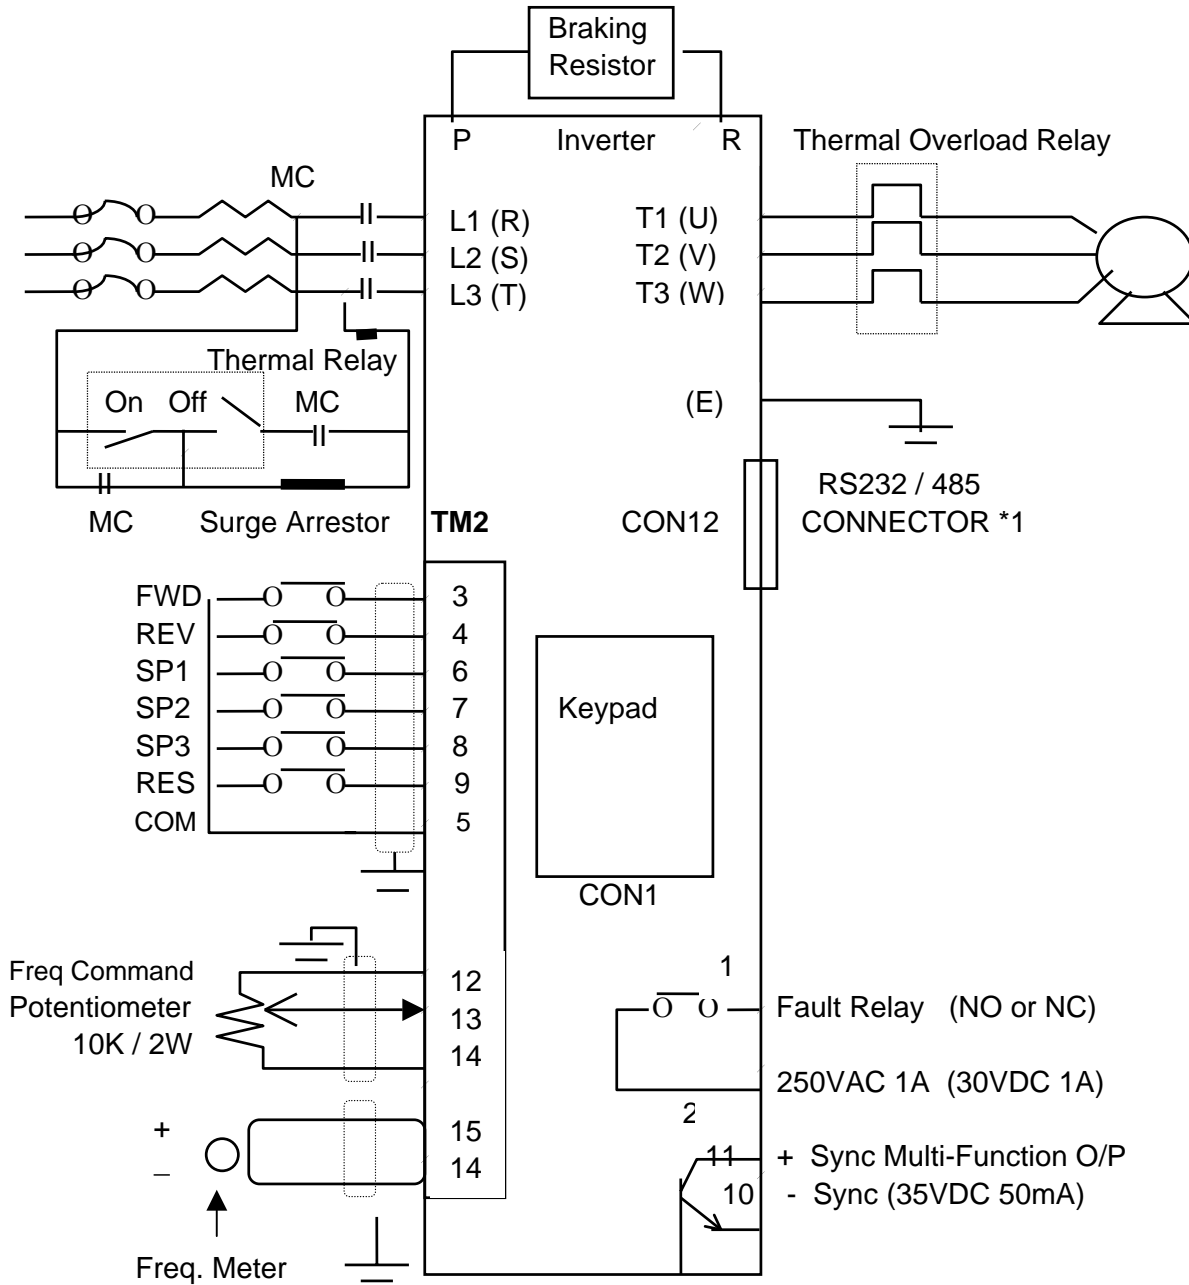 Braking
Resistor
P Inverter R
Thermal Overload Relay
MC
L1 (R)
L2 (S)
L3 (T)
T1 (U)
T2 (V)
T3 (W)
Thermal Relay
On Off MC
(E)
MC Surge Arrestor
TM2
CON12
RS232 / 485
CONNECTOR *1
FWD 3
REV 4
SP1 6
SP2 7
SP3 8
RES 9
COM 5
Keypad
CON1
Freq Command
Potentiometer
10K / 2W
12
13
14
1
Fault Relay (NO or NC)
250VAC 1A (30VDC 1A)
2
+ 15
– 14
Freq. Meter
11 + Sync Multi-Function O/P
10 - Sync (35VDC 50mA)